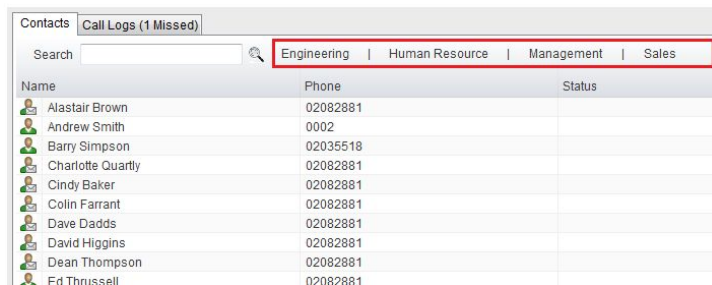 Contacts Call Logs (1 Missed)
Search Engineering | Human Resource | Management | Sales
Name Phone Status
Alastair Brown 02082881
Andrew Smith 0002
Barry Simpson 02035518
Charlotte Quartly 02082881
Cindy Baker 02082881
Colin Farrant 02082881
Dave Dadds 02082881
David Higgins 02082881
Dean Thompson 02082881
Ed Thrussell 02082881